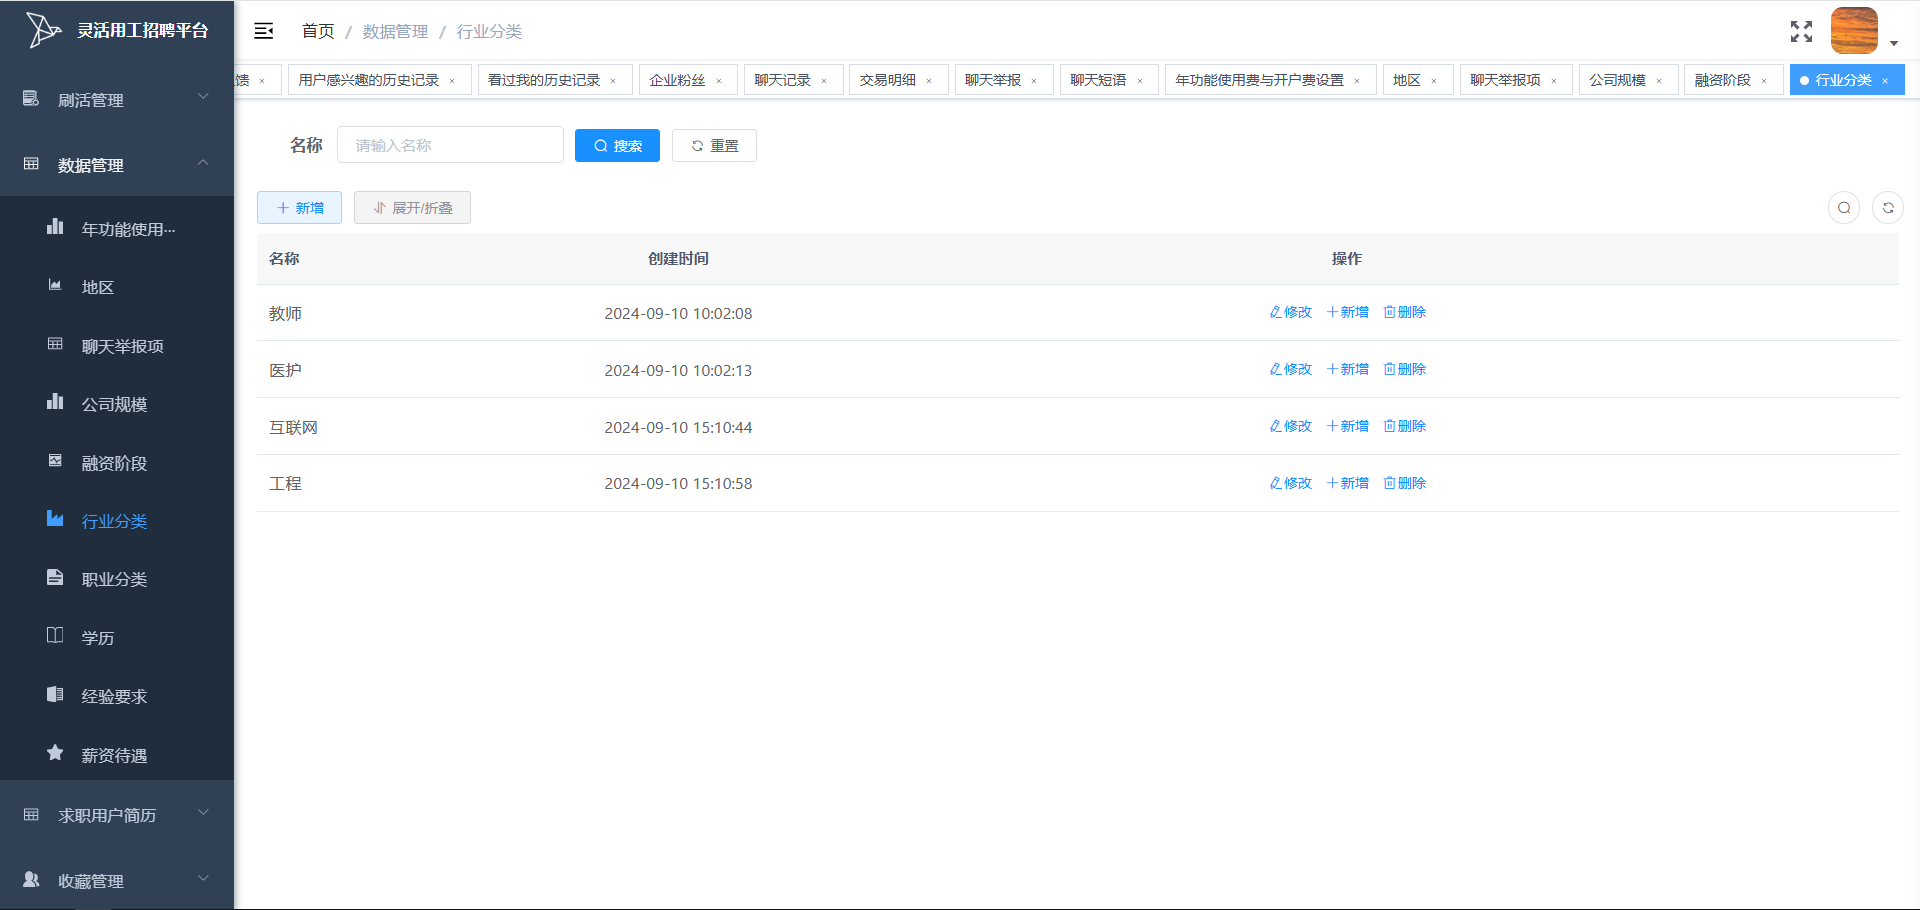 灵活用工招聘平台
首页 / 数据管理 / 行业分类
馈 × 用户感兴趣的历史记录 × 看过我的历史记录 × 企业粉丝 × 聊天记录 × 交易明细 × 聊天举报 × 聊天短语 × 年功能使用费与开户费设置 × 地区 × 聊天举报项 × 公司规模 × 融资阶段 × 行业分类 ×
刷活管理
数据管理
年功能使用...
地区
聊天举报项
公司规模
融资阶段
行业分类
职业分类
学历
经验要求
薪资待遇
求职用户简历
收藏管理
名称 请输入名称 搜索 重置
新增 展开/折叠
名称 创建时间 操作
教师 2024-09-10 10:02:08 修改 新增 删除
医护 2024-09-10 10:02:13 修改 新增 删除
互联网 2024-09-10 15:10:44 修改 新增 删除
工程 2024-09-10 15:10:58 修改 新增 删除